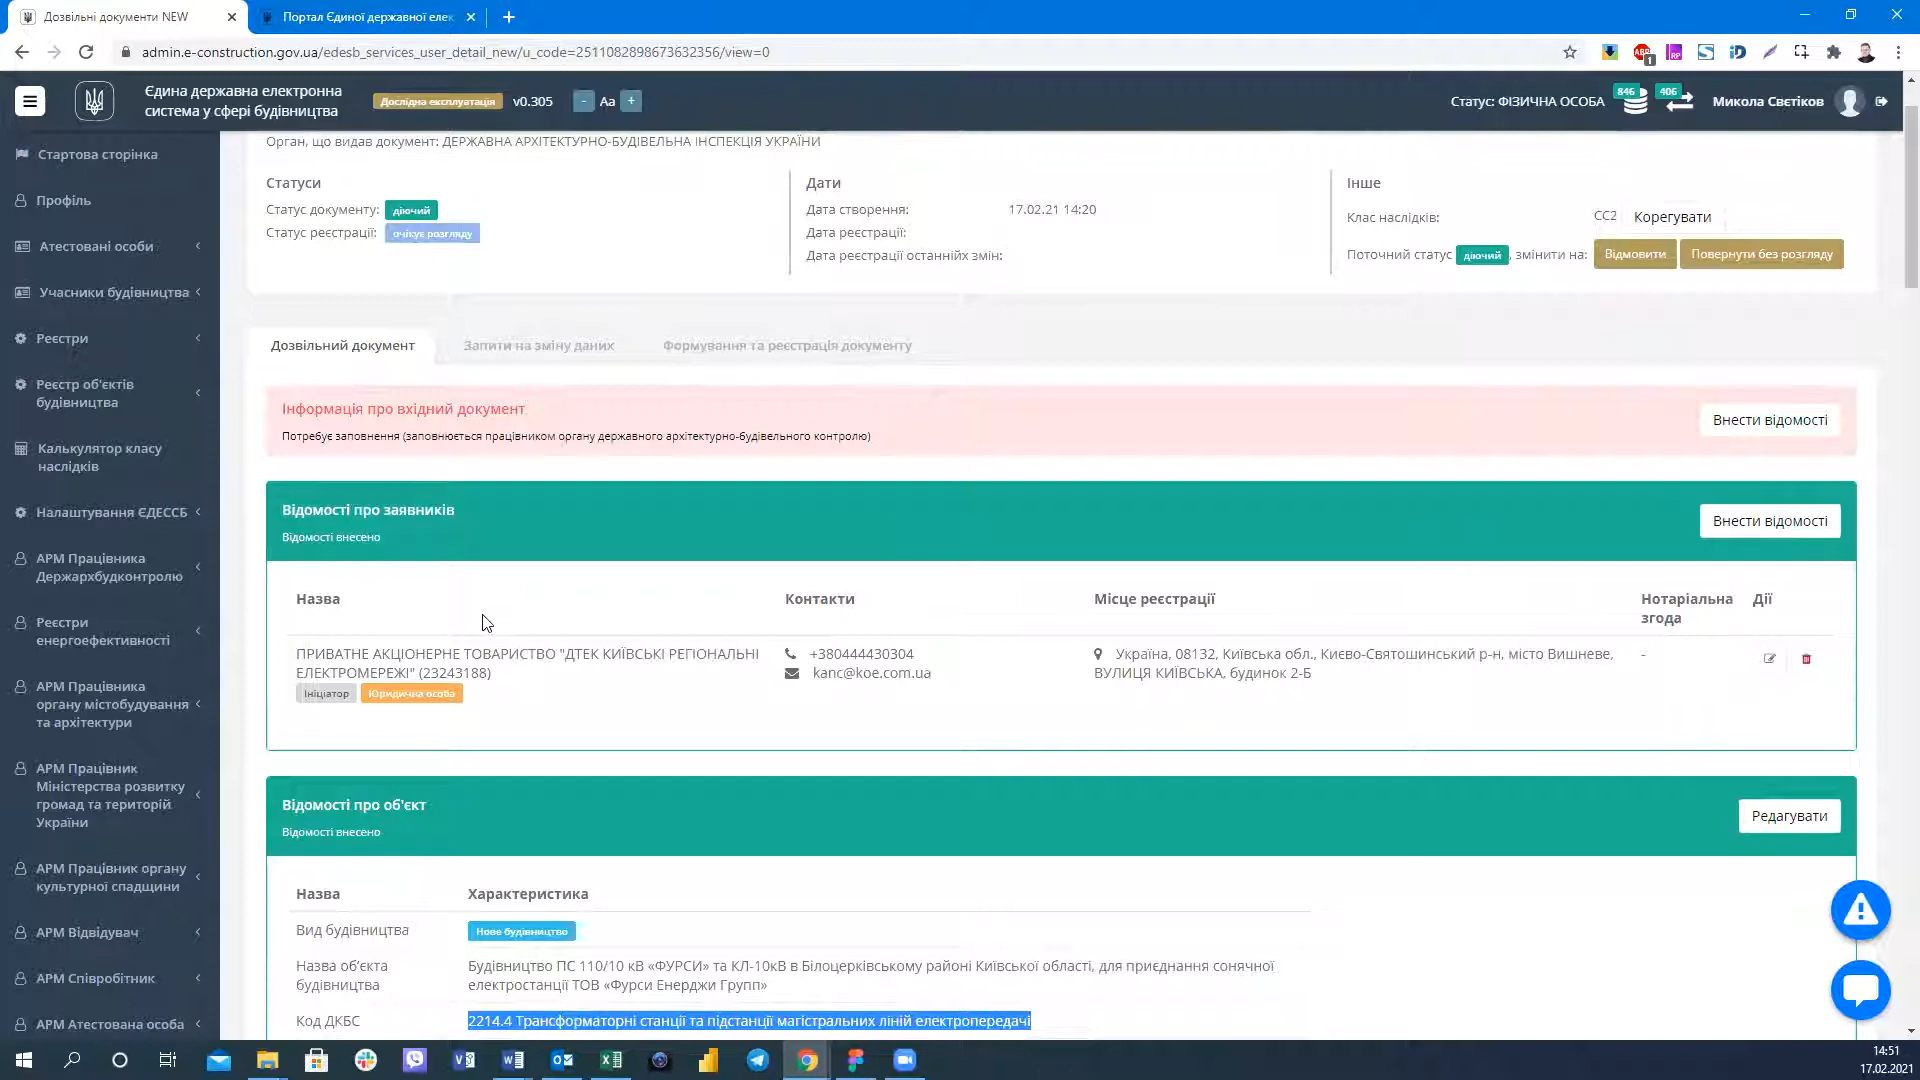 Дозвільні документи NEW
Портал Єдиної державної елек
admin.e-construction.gov.ua/edesb_services_user_detail_new/u_code=2511082898673632356/view=0
Єдина державна електронна
система у сфері будівництва
Дослідна експлуатація
v0.305
- Aa +
Статус: ФІЗИЧНА ОСОБА
846
406
Микола Свєтіков
Стартова сторінка
Профіль
Атестовані особи
Учасники будівництва
Реєстри
Реєстр об'єктів
будівництва
Калькулятор класу
наслідків
Налаштування ЄДЕССБ
АРМ Працівника
Держархбудконтролю
Реєстри
енергоефективності
АРМ Працівника
органу містобудування
та архітектури
АРМ Працівник
Міністерства розвитку
громад та територій
України
АРМ Працівник органу
культурної спадщини
АРМ Відвідувач
АРМ Співробітник
АРМ Атестована особа
Орган, що видав документ: ДЕРЖАВНА АРХІТЕКТУРНО-БУДІВЕЛЬНА ІНСПЕКЦІЯ УКРАЇНИ
Статуси
Статус документу: діючий
Статус реєстрації: очікує розгляду
Дати
Дата створення: 17.02.21 14:20
Дата реєстрації:
Дата реєстрації останніх змін:
Інше
Клас наслідків: СС2 Корегувати
Поточний статус діючий, змінити на: Відмовити Повернути без розгляду
Дозвільний документ
Запити на зміну даних
Формування та реєстрація документу
Інформація про вхідний документ
Потребує заповнення (заповнюється працівником органу державного архітектурно-будівельного контролю)
Внести відомості
Відомості про заявників
Відомості внесено
Внести відомості
Назва
Контакти
Місце реєстрації
Нотаріальна
згода
Дії
ПРИВАТНЕ АКЦІОНЕРНЕ ТОВАРИСТВО "ДТЕК КИЇВСЬКІ РЕГІОНАЛЬНІ
ЕЛЕКТРОМЕРЕЖІ" (23243188)
Ініціатор Юридична особа
+380444430304
kanc@koe.com.ua
Україна, 08132, Київська обл., Києво-Святошинський р-н, місто Вишневе,
ВУЛИЦЯ КИЇВСЬКА, будинок 2-Б
-
Відомості про об'єкт
Відомості внесено
Редагувати
Назва
Характеристика
Вид будівництва
Нове будівництво
Назва об'єкта
будівництва
Будівництво ПС 110/10 кВ «ФУРСИ» та КЛ-10кВ в Білоцерківському районі Київської області, для приєднання сонячної
електростанції ТОВ «Фурси Енерджи Групп»
Код ДКБС
2214.4 Трансформаторні станції та підстанції магістральних ліній електропередачі
14:51
17.02.2021